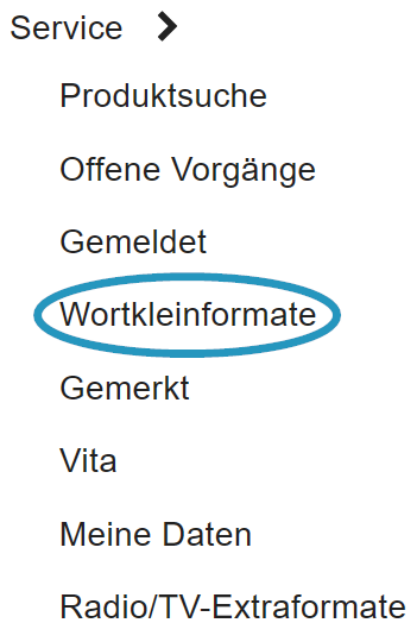 Service
Produktsuche
Offene Vorgänge
Gemeldet
Wortkleinformate
Gemerkt
Vita
Meine Daten
Radio/TV-Extraformate